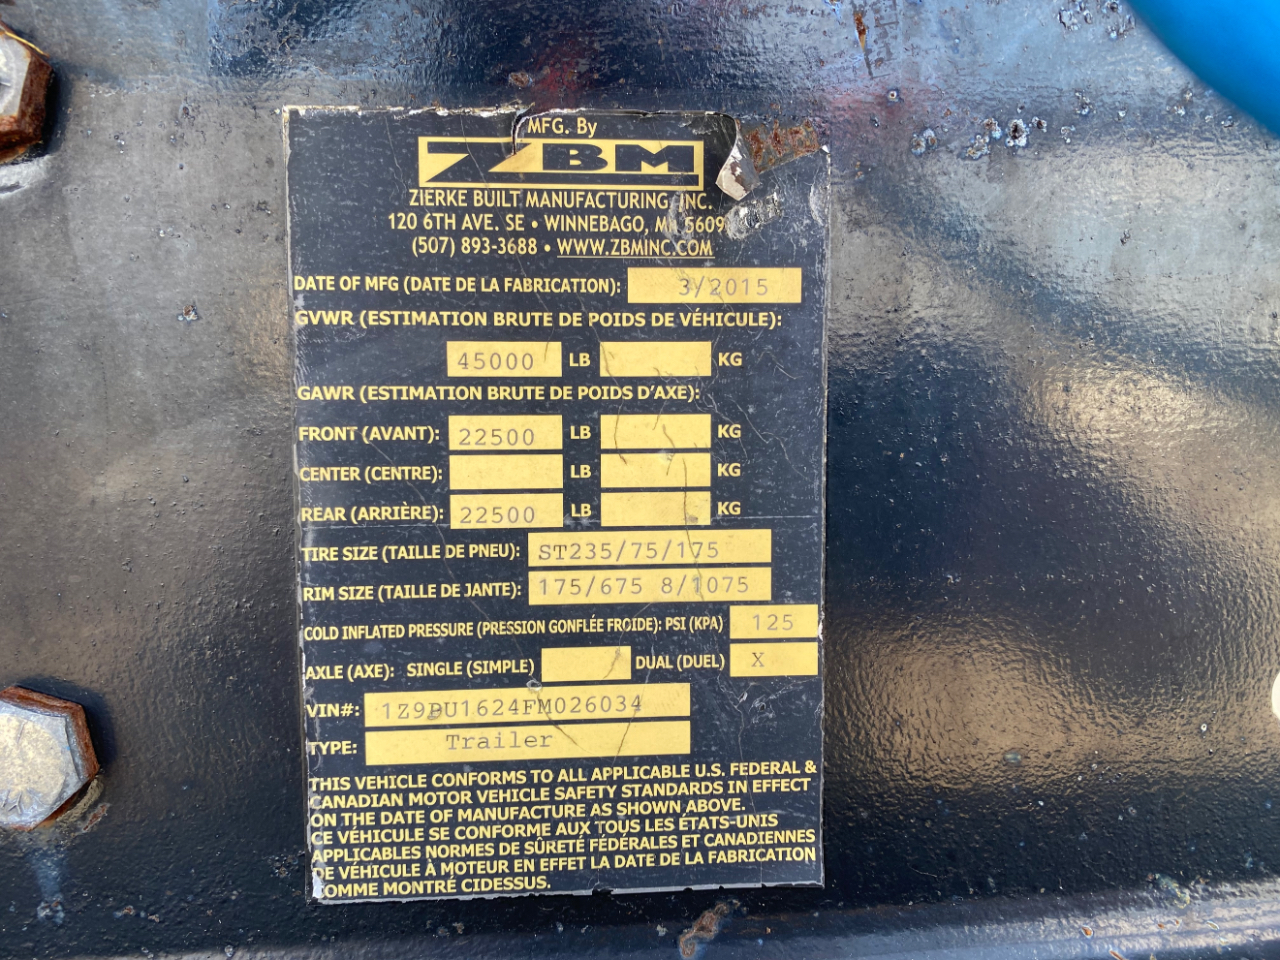 MFG. By
ZBM
ZIERKE BUILT MANUFACTURING, INC.
120 6TH AVE. SE • WINNEBAGO, MN 5609
(507) 893-3688 • WWW.ZBMINC.COM
DATE OF MFG (DATE DE LA FABRICATION): 3/2015
GVWR (ESTIMATION BRUTE DE POIDS DE VÉHICULE):
45000 LB KG
GAWR (ESTIMATION BRUTE DE POIDS D'AXE):
FRONT (AVANT): 22500 LB KG
CENTER (CENTRE): LB KG
REAR (ARRIÈRE): 22500 LB KG
TIRE SIZE (TAILLE DE PNEU): ST235/75/175
RIM SIZE (TAILLE DE JANTE): 175/675 8/1075
COLD INFLATED PRESSURE (PRESSION GONFLÉE FROIDE): PSI (KPA) 125
AXLE (AXE): SINGLE (SIMPLE) DUAL (DUEL) X
VIN#: 1Z9DU1624FM026034
TYPE: Trailer
THIS VEHICLE CONFORMS TO ALL APPLICABLE U.S. FEDERAL &
CANADIAN MOTOR VEHICLE SAFETY STANDARDS IN EFFECT
ON THE DATE OF MANUFACTURE AS SHOWN ABOVE.
CE VÉHICULE SE CONFORME AUX TOUS LES ÉTATS-UNIS
APPLICABLES NORMES DE SÛRETÉ FÉDÉRALES ET CANADIENNES
DE VÉHICULE À MOTEUR EN EFFET LA DATE DE LA FABRICATION
COMME MONTRÉ CIDESSUS.